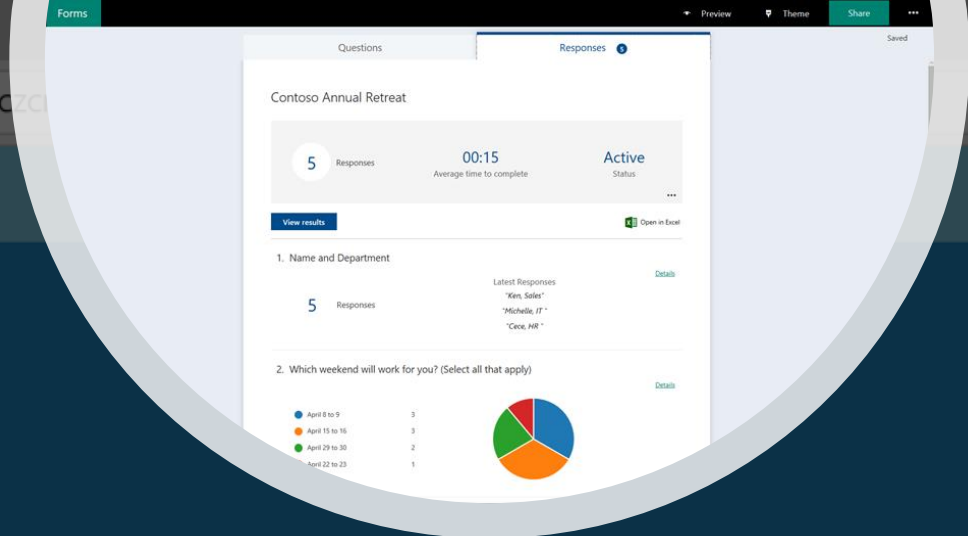 Forms
Preview
Theme
Share
Saved
Questions
Responses 5
Contoso Annual Retreat
5 Responses
00:15
Average time to complete
Active
Status
View results
Open in Excel
1. Name and Department
Details
5 Responses
Latest Responses
"Ken, Sales"
"Michelle, IT "
"Cece, HR "
2. Which weekend will work for you? (Select all that apply)
Details
April 8 to 9 3
April 15 to 16 3
April 29 to 30 2
April 22 to 23 1